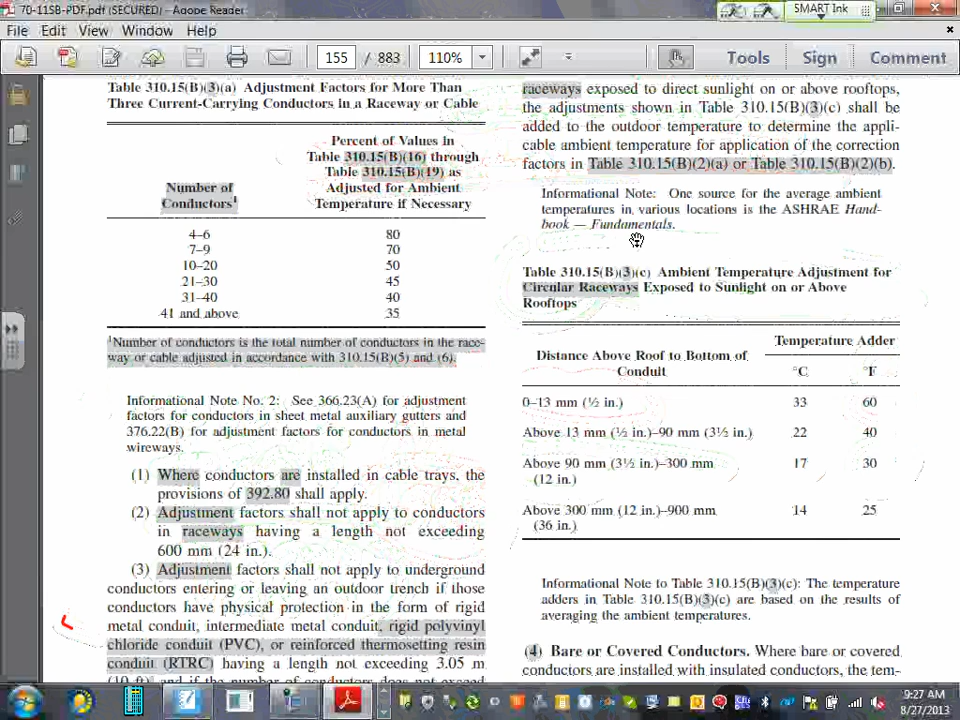 70-11SB-PDF.pdf (SECURED) - Adobe Reader
SMART Ink
File Edit View Window Help
155 / 883 110% Tools Sign Comment
Table 310.15(B)(3)(a) Adjustment Factors for More Than
Three Current-Carrying Conductors in a Raceway or Cable
Number of
Conductors¹
Percent of Values in
Table 310.15(B)(16) through
Table 310.15(B)(19) as
Adjusted for Ambient
Temperature if Necessary
4–6 80
7–9 70
10–20 50
21–30 45
31–40 40
41 and above 35
¹Number of conductors is the total number of conductors in the race-
way or cable adjusted in accordance with 310.15(B)(5) and (6).
Informational Note No. 2: See 366.23(A) for adjustment
factors for conductors in sheet metal auxiliary gutters and
376.22(B) for adjustment factors for conductors in metal
wireways.
(1) Where conductors are installed in cable trays, the
provisions of 392.80 shall apply.
(2) Adjustment factors shall not apply to conductors
in raceways having a length not exceeding
600 mm (24 in.).
(3) Adjustment factors shall not apply to underground
conductors entering or leaving an outdoor trench if those
conductors have physical protection in the form of rigid
metal conduit, intermediate metal conduit, rigid polyvinyl
chloride conduit (PVC), or reinforced thermosetting resin
conduit (RTRC) having a length not exceeding 3.05 m
(10 ft) and if the number of conductors does not exceed
raceways exposed to direct sunlight on or above rooftops,
the adjustments shown in Table 310.15(B)(3)(c) shall be
added to the outdoor temperature to determine the appli-
cable ambient temperature for application of the correction
factors in Table 310.15(B)(2)(a) or Table 310.15(B)(2)(b).
Informational Note: One source for the average ambient
temperatures in various locations is the ASHRAE Hand-
book — Fundamentals.
Table 310.15(B)(3)(c) Ambient Temperature Adjustment for
Circular Raceways Exposed to Sunlight on or Above
Rooftops
Temperature Adder
Distance Above Roof to Bottom of
Conduit
°C °F
0–13 mm (½ in.) 33 60
Above 13 mm (½ in.)–90 mm (3½ in.) 22 40
Above 90 mm (3½ in.)–300 mm
(12 in.) 17 30
Above 300 mm (12 in.)–900 mm
(36 in.) 14 25
Informational Note to Table 310.15(B)(3)(c): The temperature
adders in Table 310.15(B)(3)(c) are based on the results of
averaging the ambient temperatures.
(4) Bare or Covered Conductors. Where bare or covered
conductors are installed with insulated conductors, the tem-
9:27 AM
8/27/2013